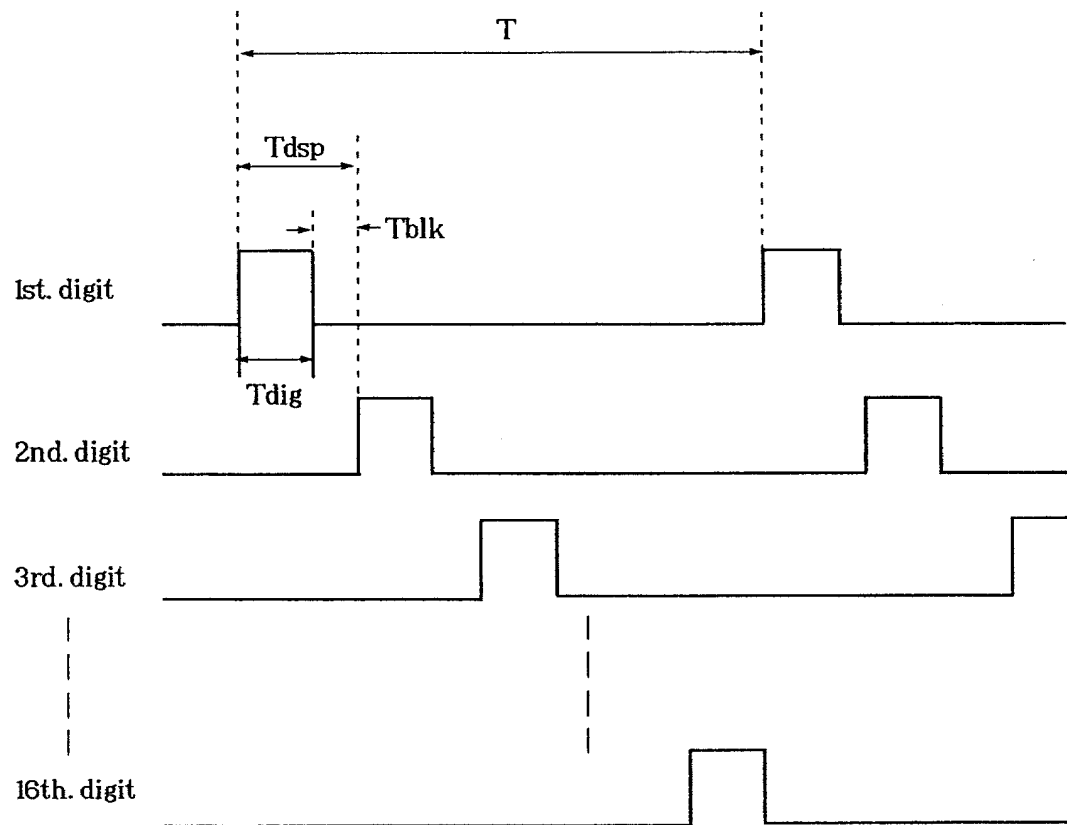 T
Tdsp
Tblk
1st. digit
Tdig
2nd. digit
3rd. digit
16th. digit